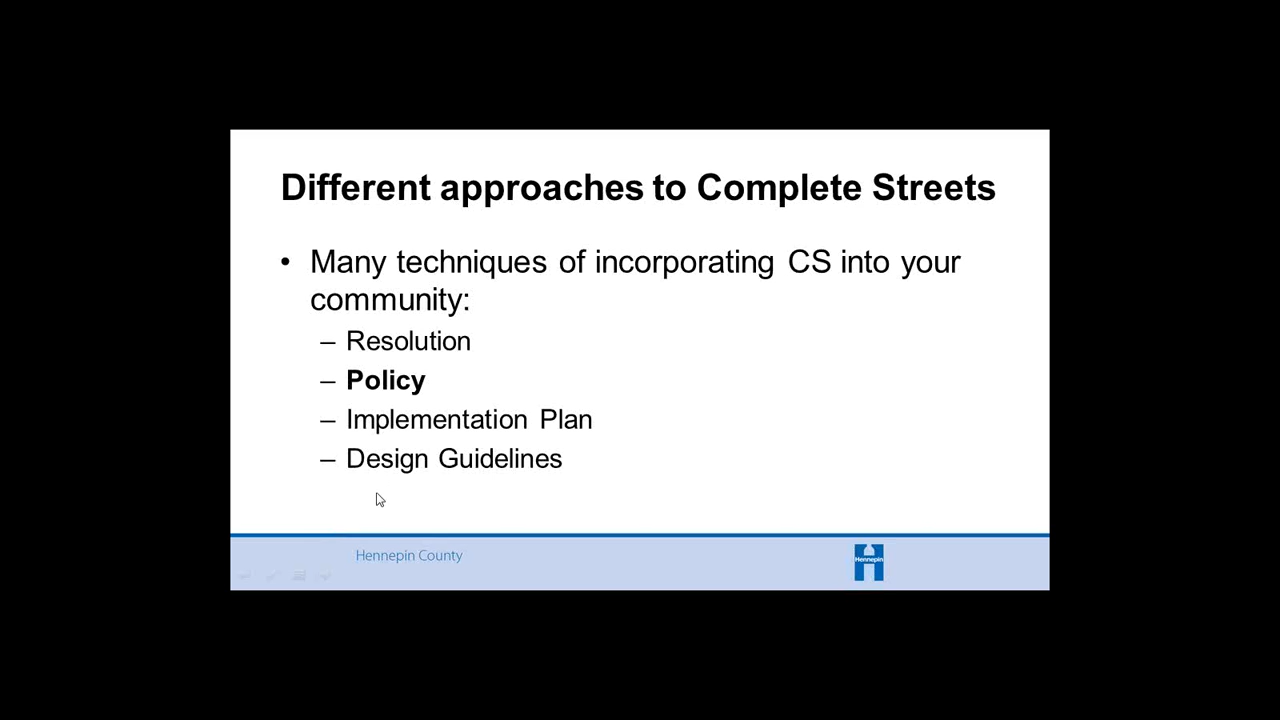 Different approaches to Complete Streets
• Many techniques of incorporating CS into your
community:
– Resolution
– Policy
– Implementation Plan
– Design Guidelines
Hennepin County
Hennepin